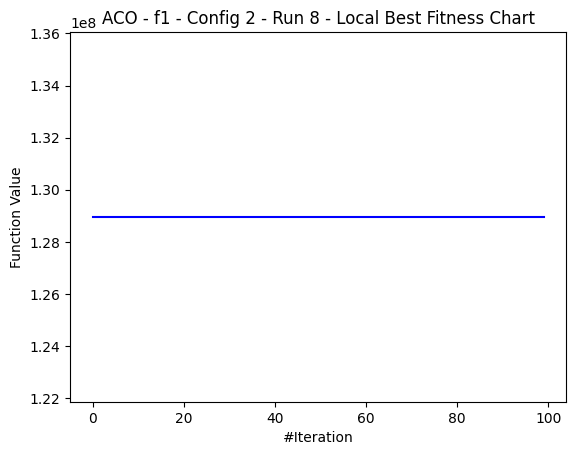 ACO - f1 - Config 2 - Run 8 - Local Best Fitness Chart
1e8
1.36
1.34
1.32
1.30
1.28
1.26
1.24
1.22
Function Value
0 20 40 60 80 100
#Iteration